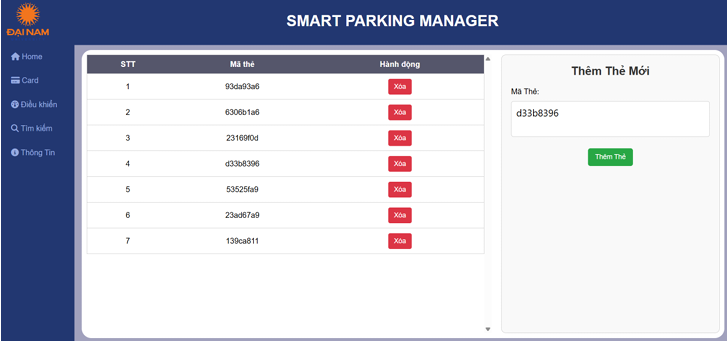 ĐẠI NAM
SMART PARKING MANAGER
Home
Card
Điều khiển
Tìm kiếm
Thông Tin
STT Mã thẻ Hành động
1 93da93a6 Xóa
2 6306b1a6 Xóa
3 23169f0d Xóa
4 d33b8396 Xóa
5 53525fa9 Xóa
6 23ad67a9 Xóa
7 139ca811 Xóa
Thêm Thẻ Mới
Mã Thẻ:
d33b8396
Thêm Thẻ